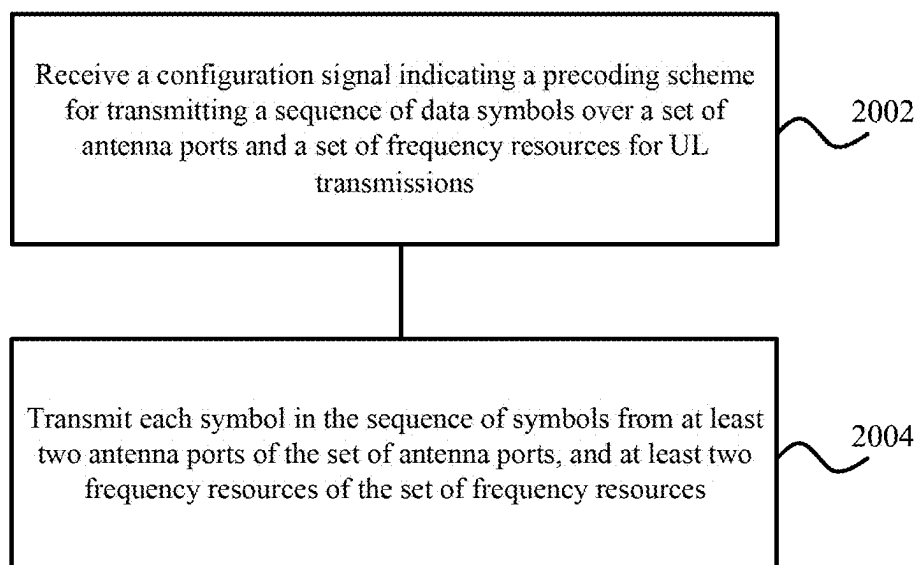 Receive a configuration signal indicating a precoding scheme
for transmitting a sequence of data symbols over a set of
antenna ports and a set of frequency resources for UL
transmissions
2002
Transmit each symbol in the sequence of symbols from at least
two antenna ports of the set of antenna ports, and at least two
frequency resources of the set of frequency resources
2004